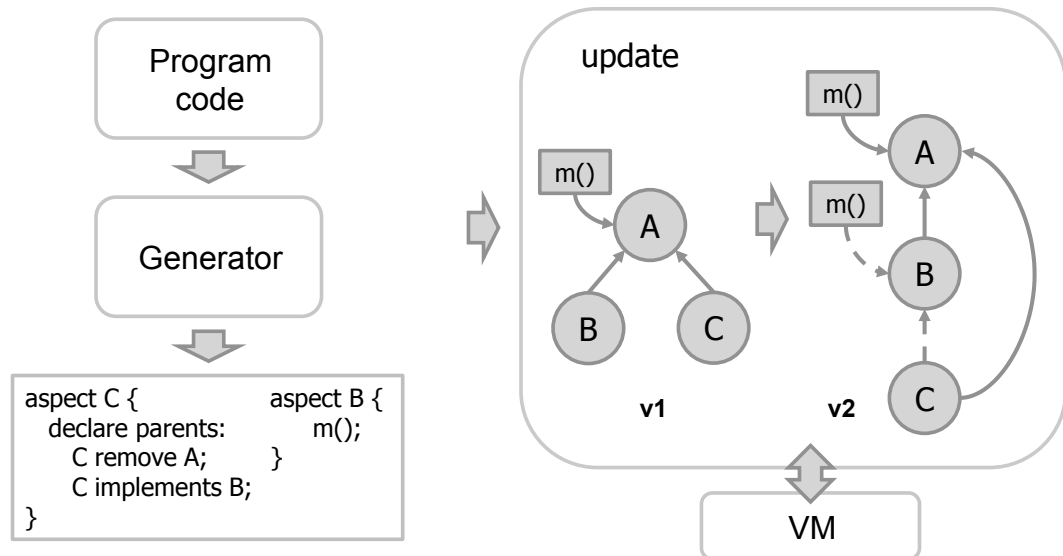 Program
code
Generator
aspect C {
declare parents:
C remove A;
C implements B;
}
aspect B {
m();
}
update
m()
A
B
C
v1
m()
A
m()
B
C
v2
VM